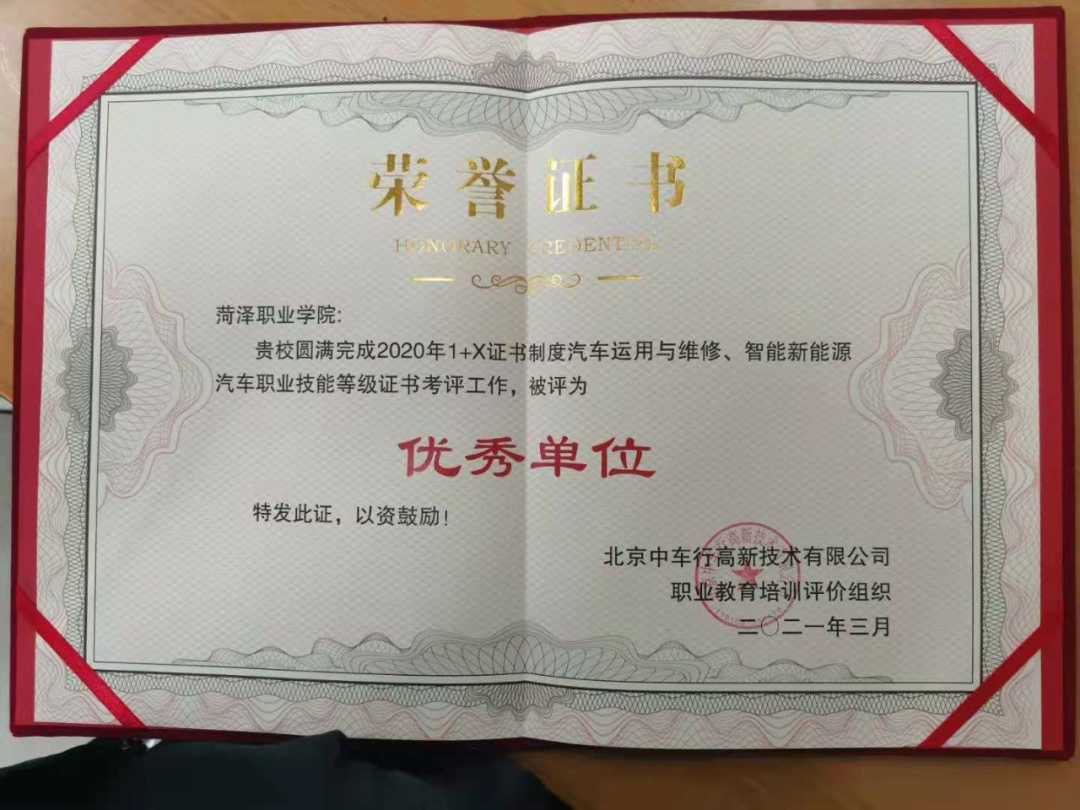 荣誉证书
HONORARY CREDENTIAL
菏泽职业学院:
贵校圆满完成2020年1+X证书制度汽车运用与维修、智能新能源
汽车职业技能等级证书考评工作，被评为
优秀单位
特发此证，以资鼓励!
北京中车行高新技术有限公司
职业教育培训评价组织
二〇二一年三月